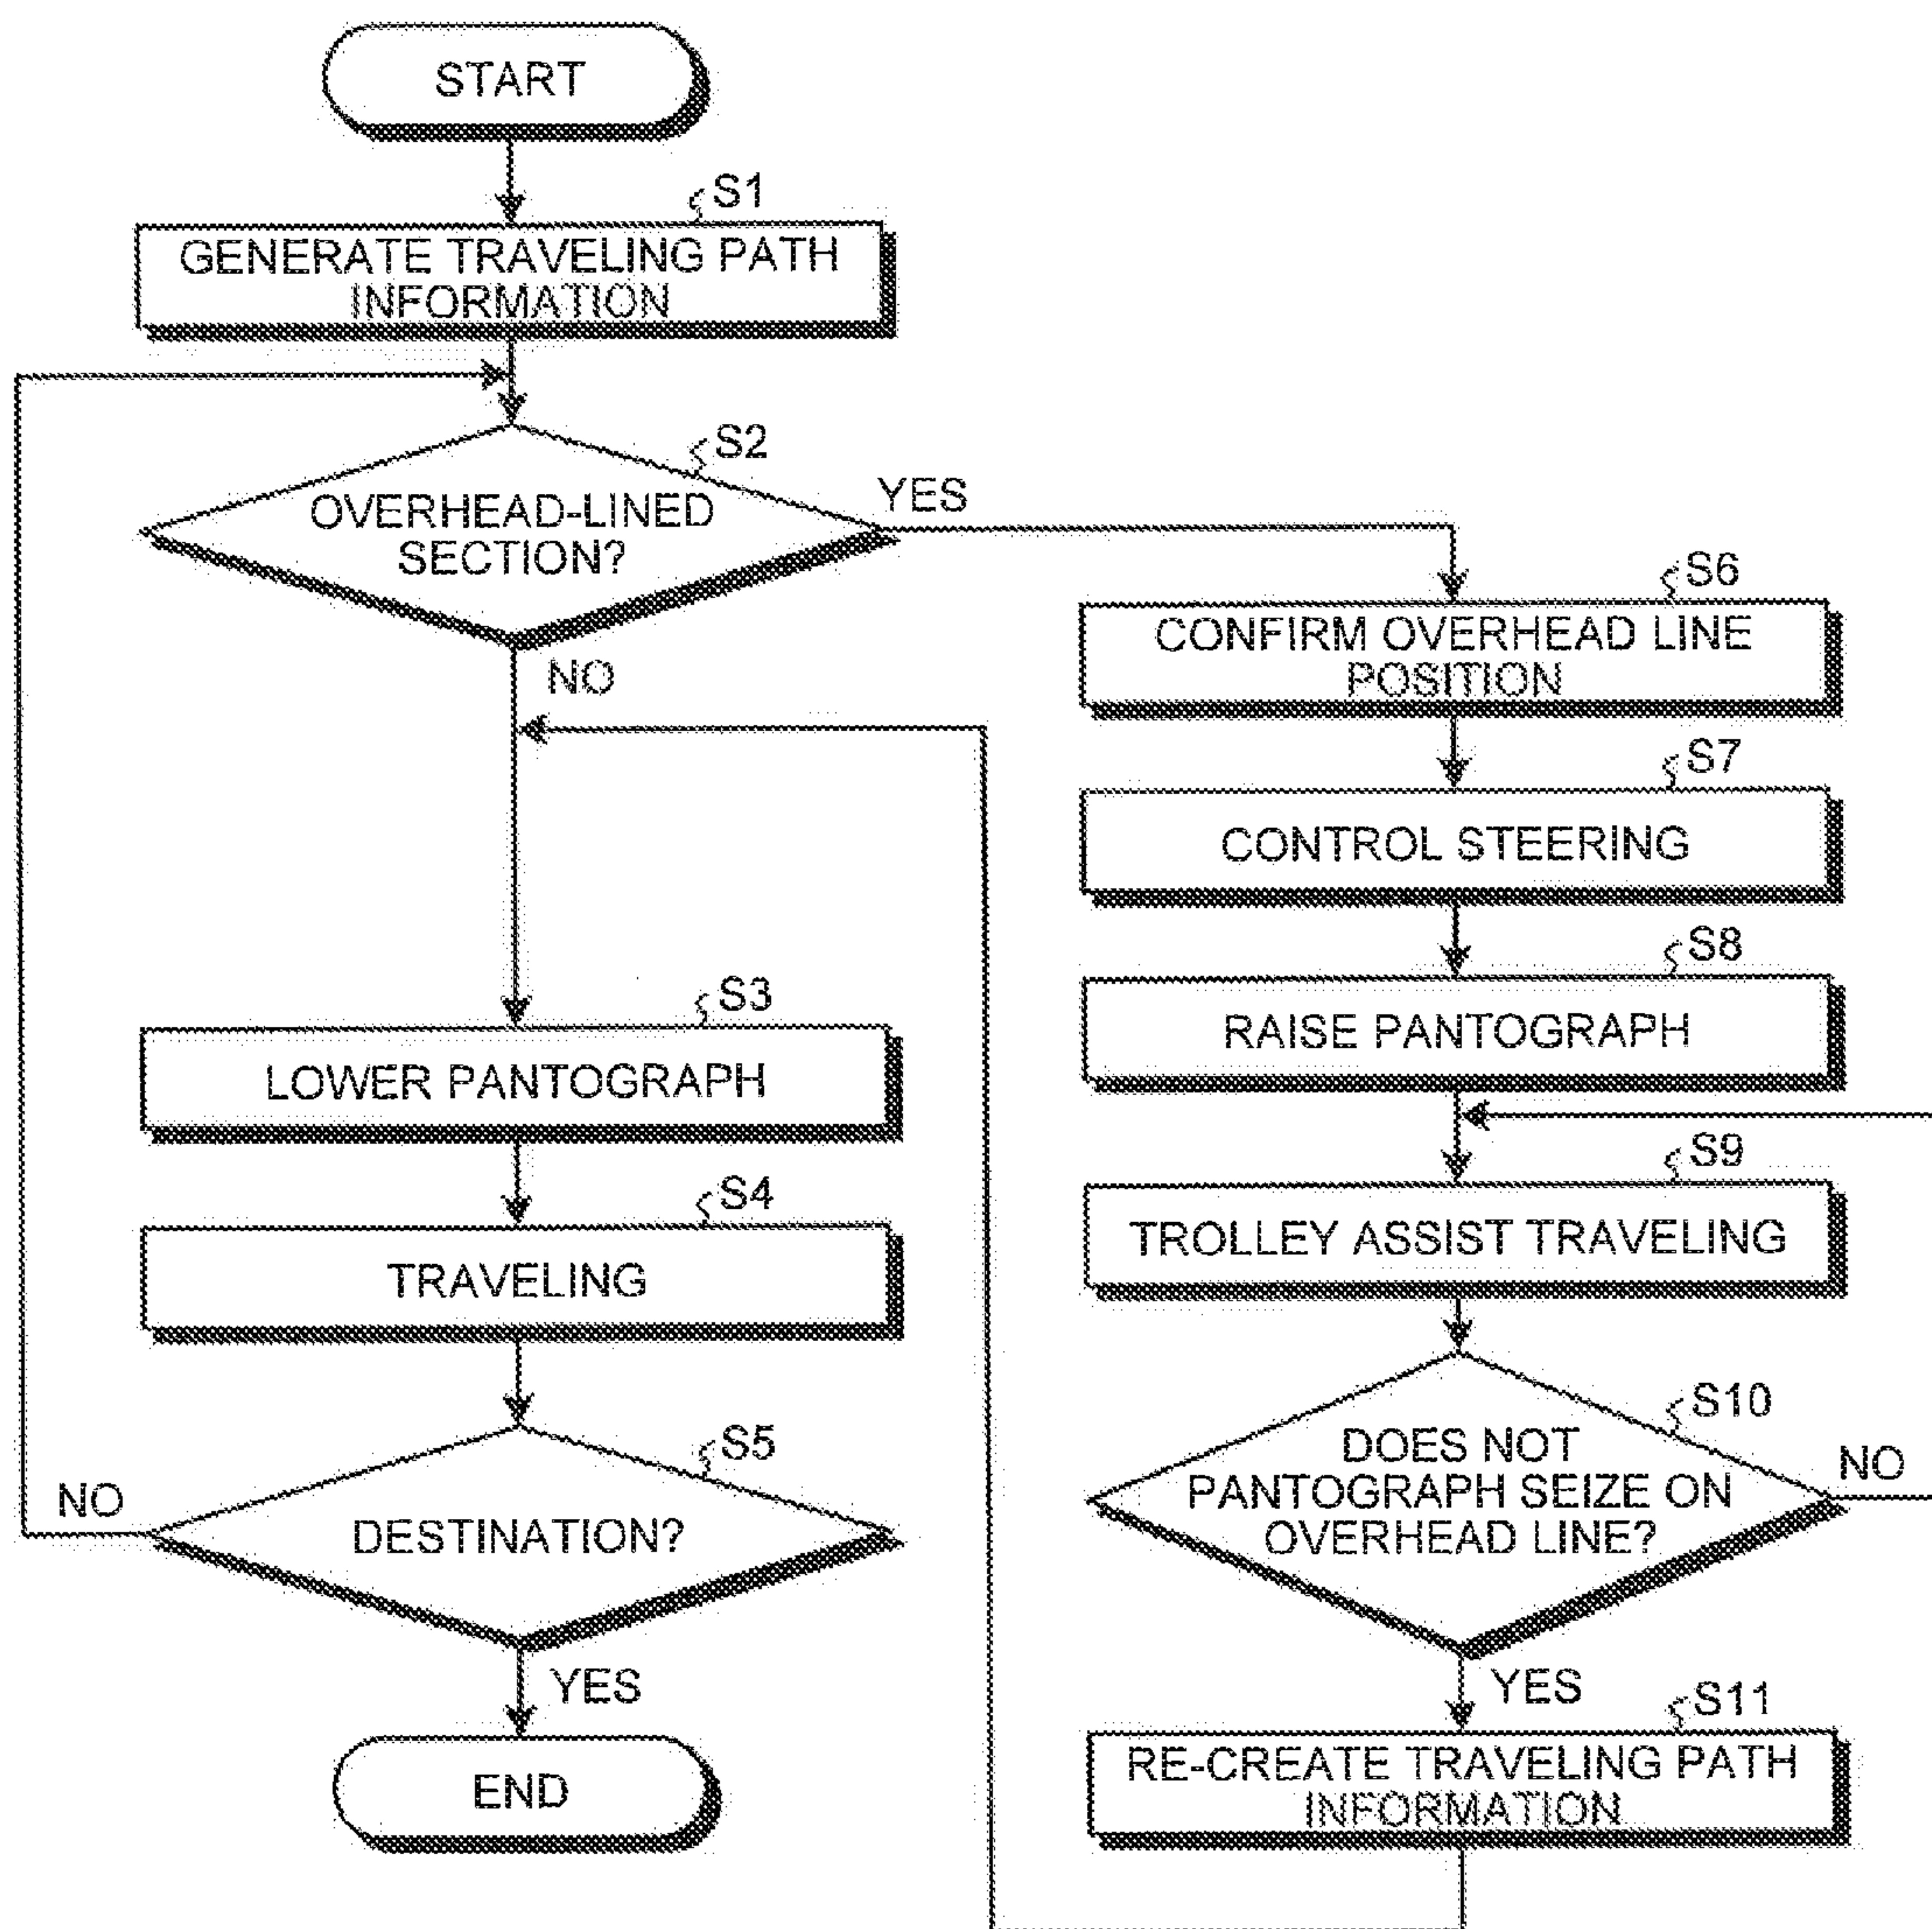 START
S1
GENERATE TRAVELING PATH
INFORMATION
S2
OVERHEAD-LINED
SECTION?
YES
NO
S3
LOWER PANTOGRAPH
S4
TRAVELING
S5
DESTINATION?
NO
YES
END
S6
CONFIRM OVERHEAD LINE
POSITION
S7
CONTROL STEERING
S8
RAISE PANTOGRAPH
S9
TROLLEY ASSIST TRAVELING
S10
DOES NOT
PANTOGRAPH SEIZE ON
OVERHEAD LINE?
NO
YES
S11
RE-CREATE TRAVELING PATH
INFORMATION